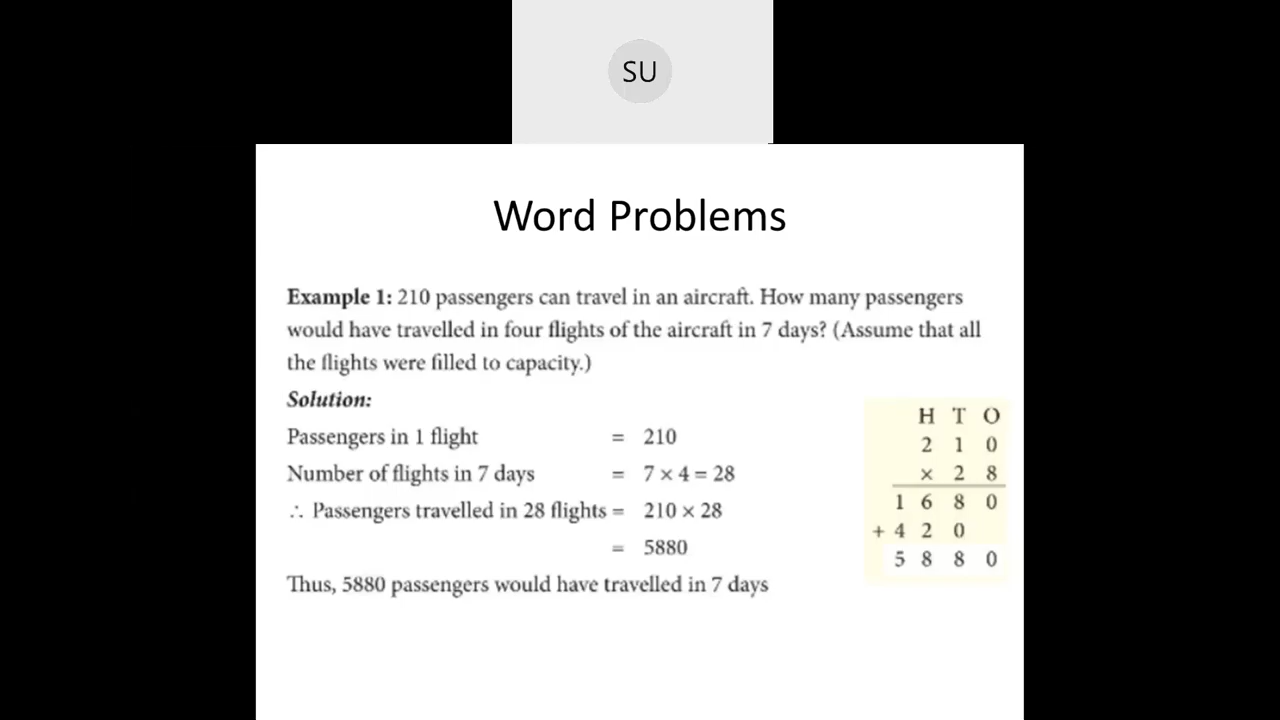 SU
Word Problems
Example 1: 210 passengers can travel in an aircraft. How many passengers
would have travelled in four flights of the aircraft in 7 days? (Assume that all
the flights were filled to capacity.)
Solution:
Passengers in 1 flight = 210
Number of flights in 7 days = 7 × 4 = 28
∴ Passengers travelled in 28 flights = 210 × 28
= 5880
Thus, 5880 passengers would have travelled in 7 days
H T O
2 1 0
× 2 8
1 6 8 0
+ 4 2 0
5 8 8 0